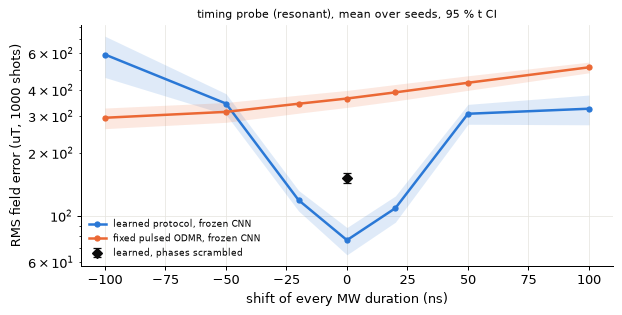 timing probe (resonant), mean over seeds, 95 % t CI
RMS field error (uT, 1000 shots)
6 × 10²
4 × 10²
3 × 10²
2 × 10²
10²
6 × 10¹
learned protocol, frozen CNN
fixed pulsed ODMR, frozen CNN
learned, phases scrambled
−100 −75 −50 −25 0 25 50 75 100
shift of every MW duration (ns)